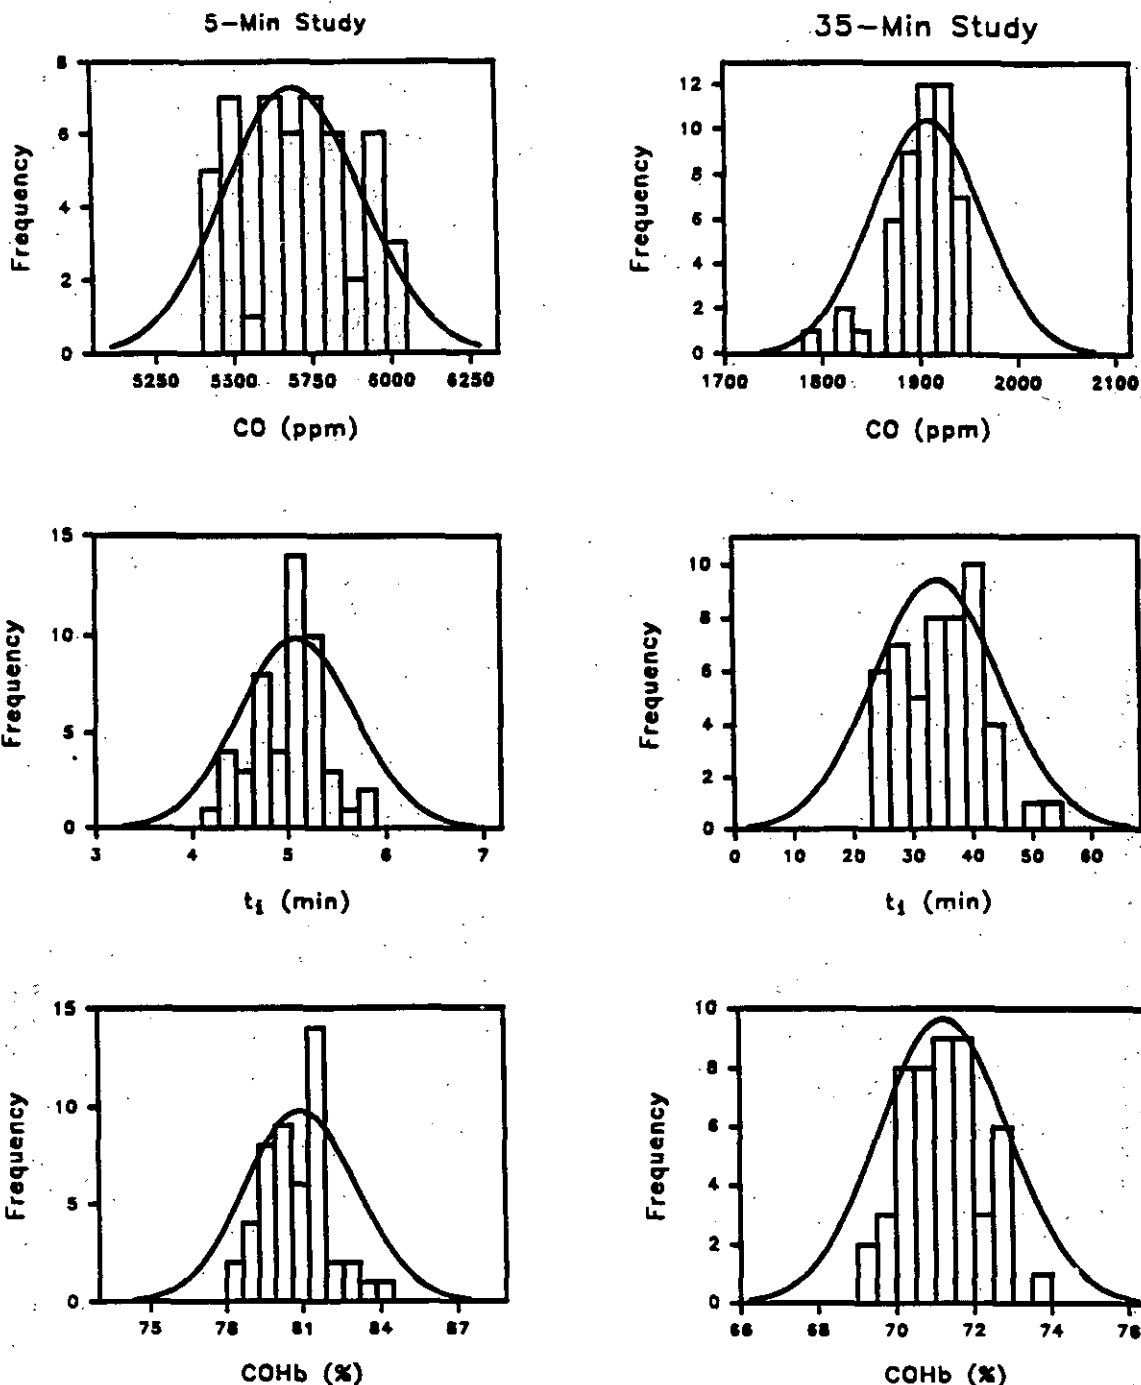 5-Min Study
35-Min Study
Frequency
8
6
4
2
0
5250 5300 5750 6000 6250
CO (ppm)
Frequency
12
10
8
6
4
2
0
1700 1800 1900 2000 2100
CO (ppm)
Frequency
15
10
5
0
3 4 5 6 7
ti (min)
Frequency
10
8
6
4
2
0
0 10 20 30 40 50 60
ti (min)
Frequency
15
10
5
0
75 78 81 84 87
COHb (%)
Frequency
10
8
6
4
2
0
66 68 70 72 74 76
COHb (%)